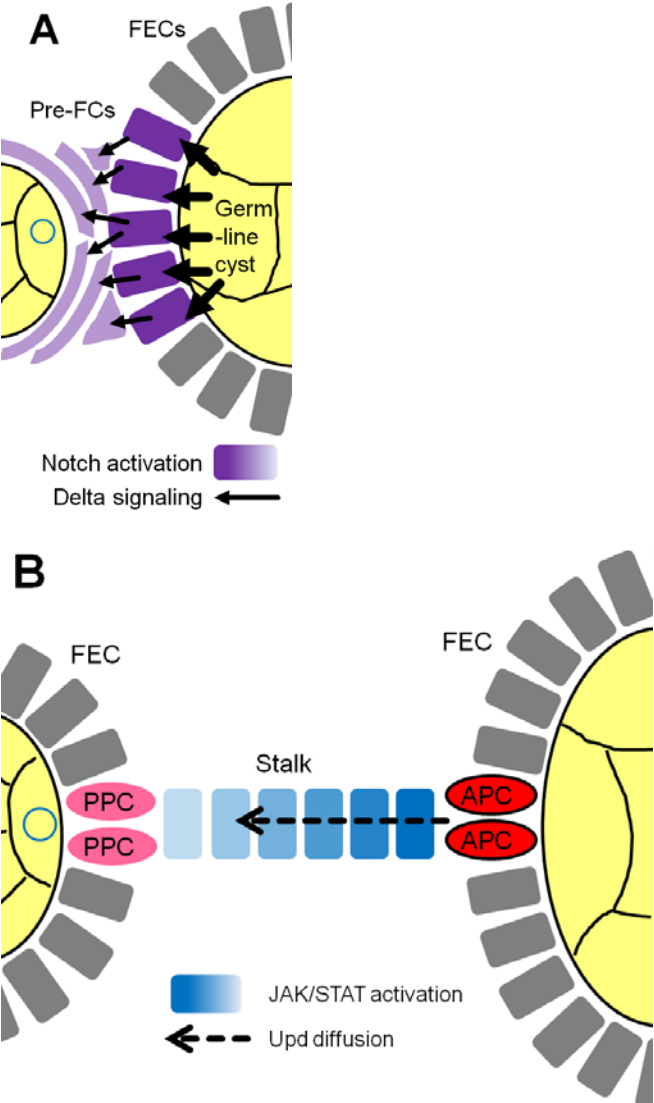 A
FECs
Pre-FCs
Germ
-line
cyst
Notch activation
Delta signaling
B
FEC
FEC
Stalk
PPC
APC
PPC
APC
JAK/STAT activation
Upd diffusion